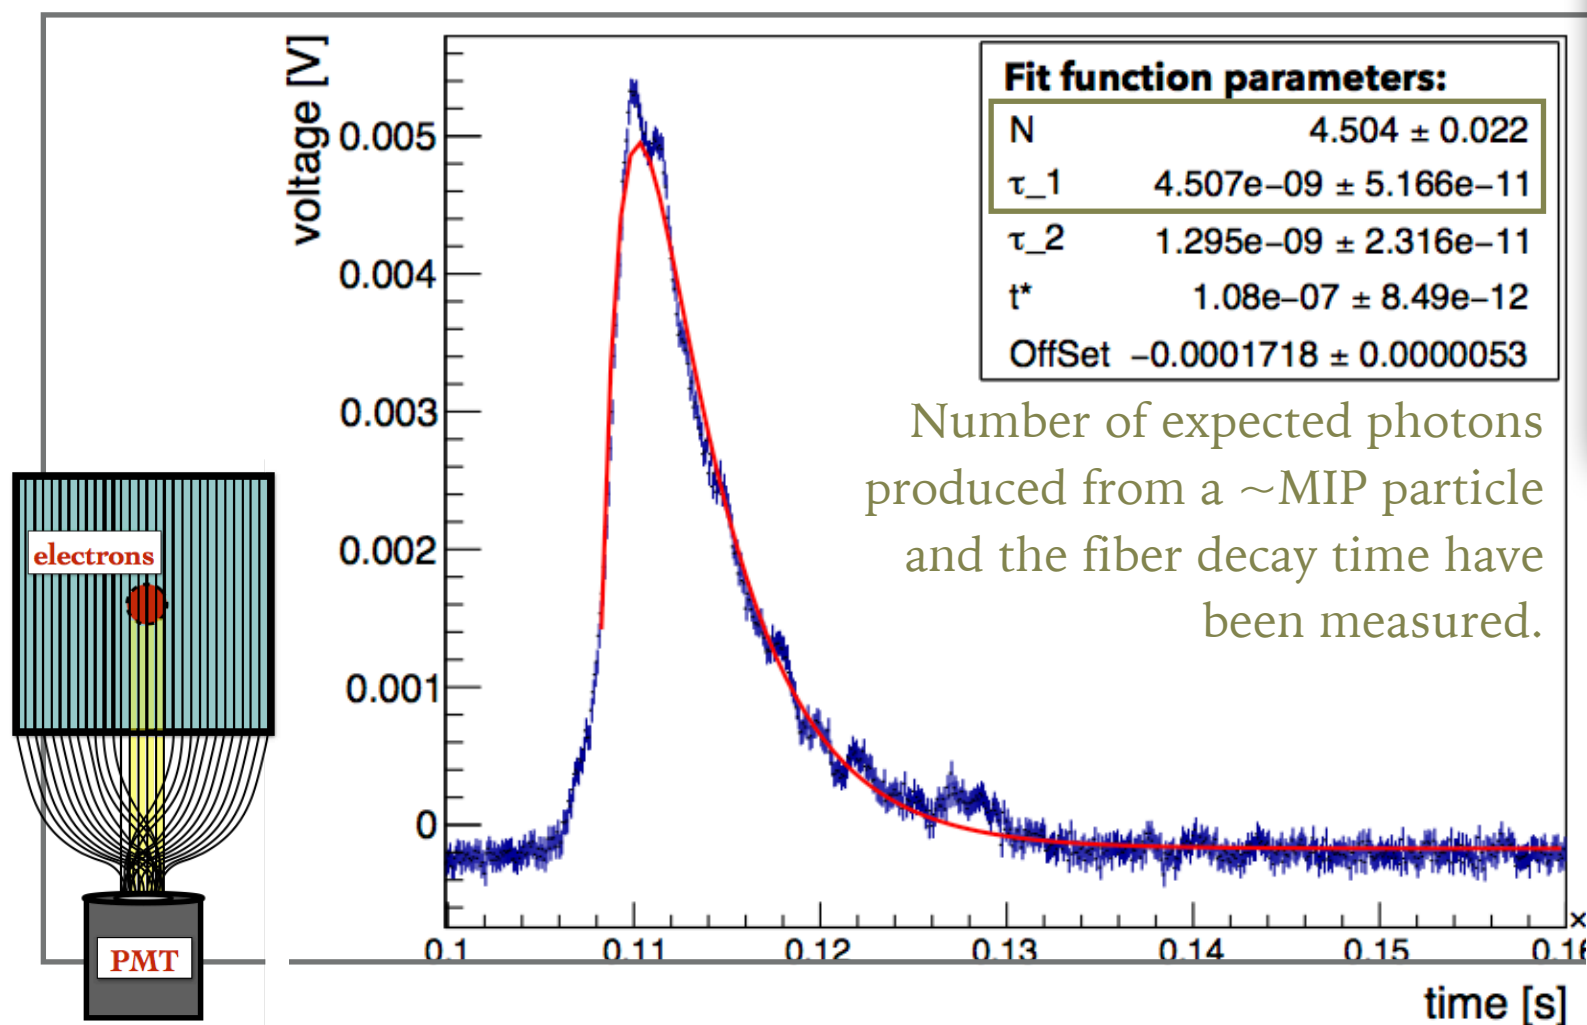 voltage [V]
0.005
0.004
0.003
0.002
0.001
0
Fit function parameters:
N 4.504 ± 0.022
τ_1 4.507e−09 ± 5.166e−11
τ_2 1.295e−09 ± 2.316e−11
t* 1.08e−07 ± 8.49e−12
OffSet −0.0001718 ± 0.0000053
Number of expected photons
produced from a ~MIP particle
and the fiber decay time have
been measured.
electrons
PMT
0.1 0.11 0.12 0.13 0.14 0.15 0.16
×
time [s]